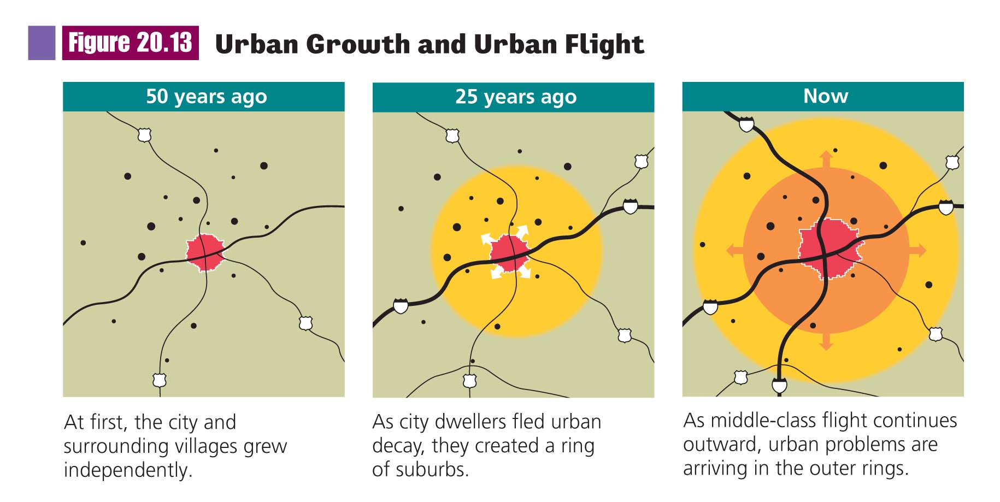 Figure 20.13
Urban Growth and Urban Flight
50 years ago
25 years ago
Now
At first, the city and
surrounding villages grew
independently.
As city dwellers fled urban
decay, they created a ring
of suburbs.
As middle-class flight continues
outward, urban problems are
arriving in the outer rings.